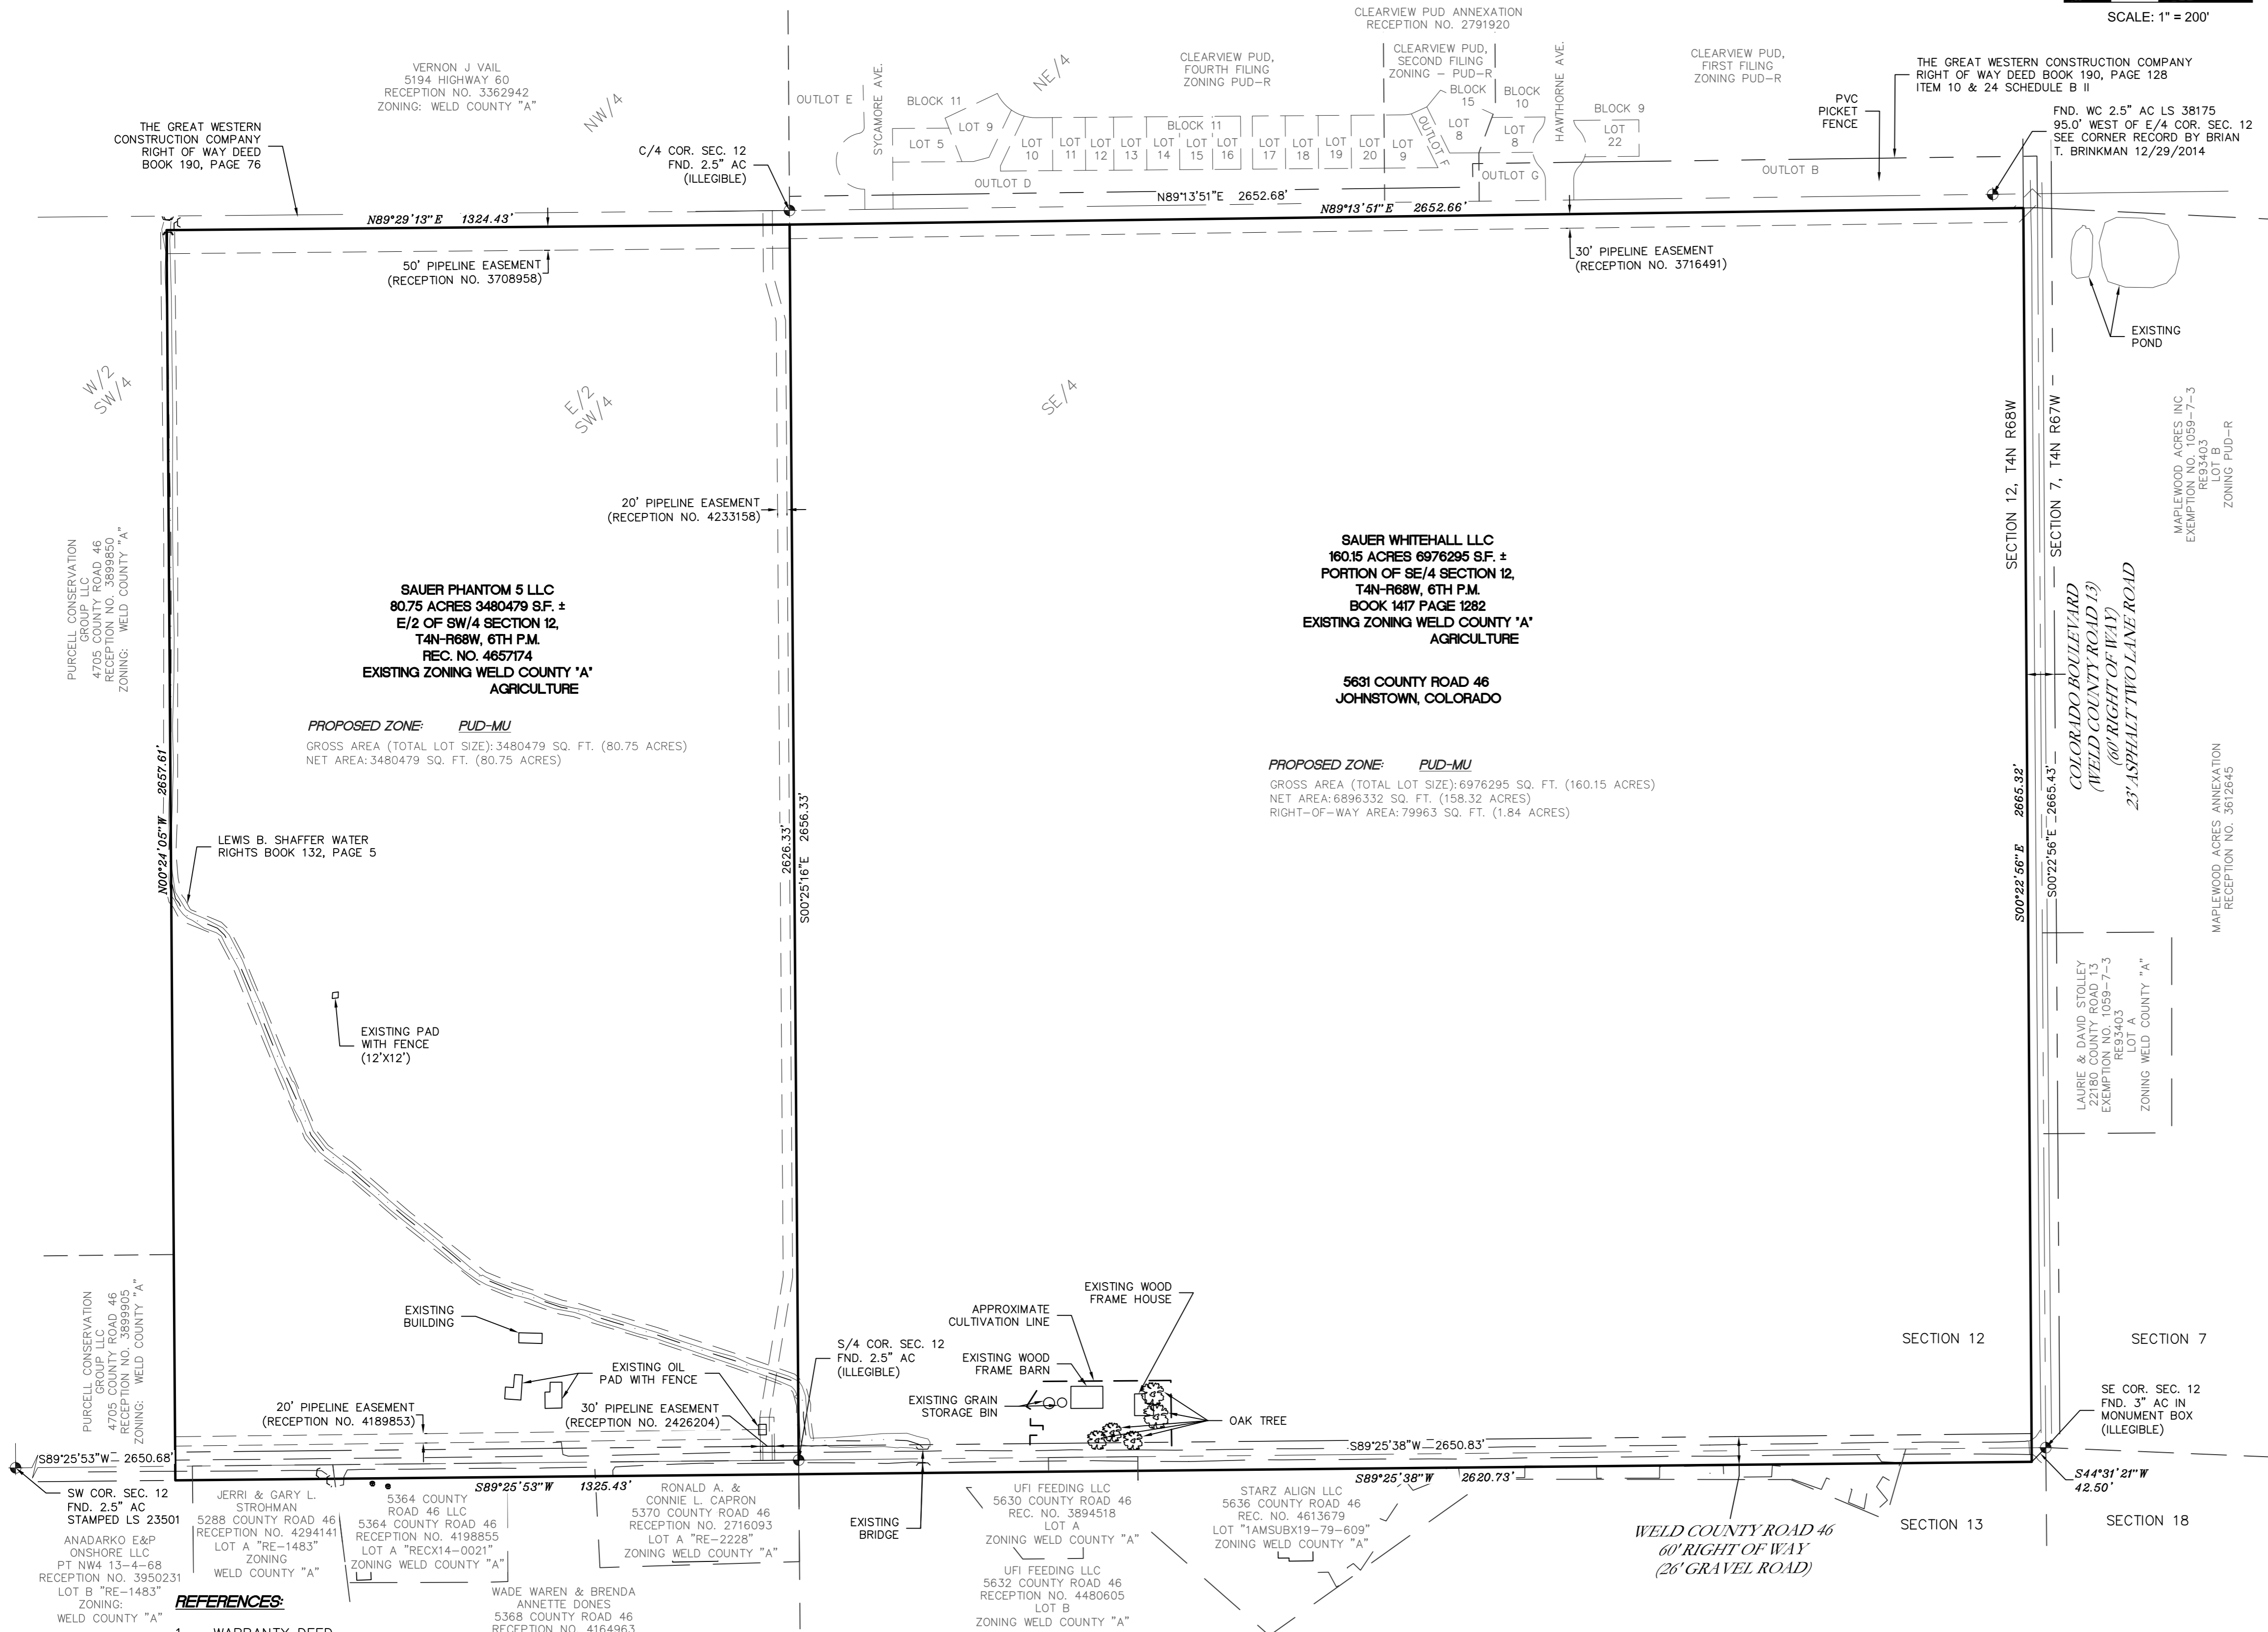 SCALE: 1" = 200'
CLEARVIEW PUD ANNEXATION
RECEPTION NO. 2791920
VERNON J VAIL
5194 HIGHWAY 60
RECEPTION NO. 3362942
ZONING: WELD COUNTY "A"
NW/4
NE/4
THE GREAT WESTERN
CONSTRUCTION COMPANY
RIGHT OF WAY DEED
BOOK 190, PAGE 76
C/4 COR. SEC. 12
FND. 2.5" AC
(ILLEGIBLE)
OUTLOT E
SYCAMORE AVE.
BLOCK 11
LOT 5
LOT 9
CLEARVIEW PUD,
FOURTH FILING
ZONING PUD-R
BLOCK 11
LOT
10
LOT
11
LOT
12
LOT
13
LOT
14
LOT
15
LOT
16
LOT
17
LOT
18
LOT
19
LOT
20
LOT
9
OUTLOT D
CLEARVIEW PUD,
SECOND FILING
ZONING - PUD-R
BLOCK
15
LOT
8
OUTLOT F
BLOCK
10
LOT
8
OUTLOT G
HAWTHORNE AVE.
BLOCK 9
LOT
22
OUTLOT B
CLEARVIEW PUD,
FIRST FILING
ZONING PUD-R
THE GREAT WESTERN CONSTRUCTION COMPANY
RIGHT OF WAY DEED BOOK 190, PAGE 128
ITEM 10 & 24 SCHEDULE B II
PVC
PICKET
FENCE
FND. WC 2.5" AC LS 38175
95.0' WEST OF E/4 COR. SEC. 12
SEE CORNER RECORD BY BRIAN
T. BRINKMAN 12/29/2014
N89°29'13"E 1324.43'
N89°13'51"E 2652.68'
N89°13'51"E 2652.66'
50' PIPELINE EASEMENT
(RECEPTION NO. 3708958)
30' PIPELINE EASEMENT
(RECEPTION NO. 3716491)
EXISTING
POND
W/2
SW/4
E/2
SW/4
SE/4
20' PIPELINE EASEMENT
(RECEPTION NO. 4233158)
PURCELL CONSERVATION
GROUP LLC
4705 COUNTY ROAD 46
RECEPTION NO. 3899850
ZONING: WELD COUNTY "A"
SAUER PHANTOM 5 LLC
80.75 ACRES 3480479 S.F. ±
E/2 OF SW/4 SECTION 12,
T4N-R68W, 6TH P.M.
REC. NO. 4657174
EXISTING ZONING WELD COUNTY "A"
AGRICULTURE
PROPOSED ZONE: PUD-MU
GROSS AREA (TOTAL LOT SIZE): 3480479 SQ. FT. (80.75 ACRES)
NET AREA: 3480479 SQ. FT. (80.75 ACRES)
SAUER WHITEHALL LLC
160.15 ACRES 6976295 S.F. ±
PORTION OF SE/4 SECTION 12,
T4N-R68W, 6TH P.M.
BOOK 1417 PAGE 1282
EXISTING ZONING WELD COUNTY "A"
AGRICULTURE
5631 COUNTY ROAD 46
JOHNSTOWN, COLORADO
PROPOSED ZONE: PUD-MU
GROSS AREA (TOTAL LOT SIZE): 6976295 SQ. FT. (160.15 ACRES)
NET AREA: 6896332 SQ. FT. (158.32 ACRES)
RIGHT-OF-WAY AREA: 79963 SQ. FT. (1.84 ACRES)
SECTION 12, T4N R68W
SECTION 7, T4N R67W
MAPLEWOOD ACRES INC
EXEMPTION NO. 1059-7-3
RE93403
LOT B
ZONING PUD-R
COLORADO BOULEVARD
(WELD COUNTY ROAD 13)
(60' RIGHT OF WAY)
23' ASPHALT TWO LANE ROAD
MAPLEWOOD ACRES ANNEXATION
RECEPTION NO. 3612645
N00°24'05"W 2657.61'
2626.33'
S00°25'16"E 2656.33'
S00°22'56"E 2665.32'
S00°22'56"E 2665.43'
LEWIS B. SHAFFER WATER
RIGHTS BOOK 132, PAGE 5
EXISTING PAD
WITH FENCE
(12'X12')
LAURIE & DAVID STOLLEY
22180 COUNTY ROAD 13
EXEMPTION NO. 1059-7-3
RE93403
LOT A
ZONING WELD COUNTY "A"
PURCELL CONSERVATION
GROUP LLC
4705 COUNTY ROAD 46
RECEPTION NO. 3899905
ZONING: WELD COUNTY "A"
EXISTING
BUILDING
EXISTING OIL
PAD WITH FENCE
20' PIPELINE EASEMENT
(RECEPTION NO. 4189853)
30' PIPELINE EASEMENT
(RECEPTION NO. 2426204)
S/4 COR. SEC. 12
FND. 2.5" AC
(ILLEGIBLE)
APPROXIMATE
CULTIVATION LINE
EXISTING WOOD
FRAME HOUSE
EXISTING WOOD
FRAME BARN
EXISTING GRAIN
STORAGE BIN
OAK TREE
SECTION 12
SECTION 7
SE COR. SEC. 12
FND. 3" AC IN
MONUMENT BOX
(ILLEGIBLE)
S89°25'53"W 2650.68'
S89°25'53"W 1325.43'
S89°25'38"W 2650.83'
S89°25'38"W 2620.73'
S44°31'21"W
42.50'
SW COR. SEC. 12
FND. 2.5" AC
STAMPED LS 23501
ANADARKO E&P
ONSHORE LLC
PT NW4 13-4-68
RECEPTION NO. 3950231
LOT B "RE-1483"
ZONING:
WELD COUNTY "A"
JERRI & GARY L.
STROHMAN
5288 COUNTY ROAD 46
RECEPTION NO. 4294141
LOT A "RE-1483"
ZONING
WELD COUNTY "A"
5364 COUNTY
ROAD 46 LLC
5364 COUNTY ROAD 46
RECEPTION NO. 4198855
LOT A "RECX14-0021"
ZONING WELD COUNTY "A"
RONALD A. &
CONNIE L. CAPRON
5370 COUNTY ROAD 46
RECEPTION NO. 2716093
LOT A "RE-2228"
ZONING WELD COUNTY "A"
EXISTING
BRIDGE
UFI FEEDING LLC
5630 COUNTY ROAD 46
REC. NO. 3894518
LOT A
ZONING WELD COUNTY "A"
UFI FEEDING LLC
5632 COUNTY ROAD 46
RECEPTION NO. 4480605
LOT B
ZONING WELD COUNTY "A"
STARZ ALIGN LLC
5636 COUNTY ROAD 46
REC. NO. 4613679
LOT "1AMSUBX19-79-609"
ZONING WELD COUNTY "A"
WELD COUNTY ROAD 46
60' RIGHT OF WAY
(26' GRAVEL ROAD)
SECTION 13
SECTION 18
WADE WAREN & BRENDA
ANNETTE DONES
5368 COUNTY ROAD 46
RECEPTION NO. 4164963
REFERENCES:
1. WARRANTY DEED